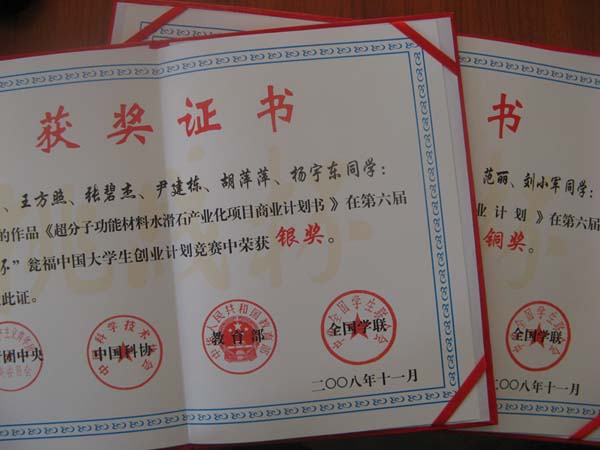 获奖证书
、王方照、张碧杰、尹建栋、胡萍萍、杨宇东同学：
的作品《超分子功能材料水滑石产业化项目商业计划书》在第六届
杯”瓮福中国大学生创业计划竞赛中荣获 银奖。
此证。
团中央 中国科协 教育部 全国学联
二〇〇八年十一月
书
范丽、刘小军同学：
业计划》在第六届
铜奖。
全国学联
二〇〇八年十一月